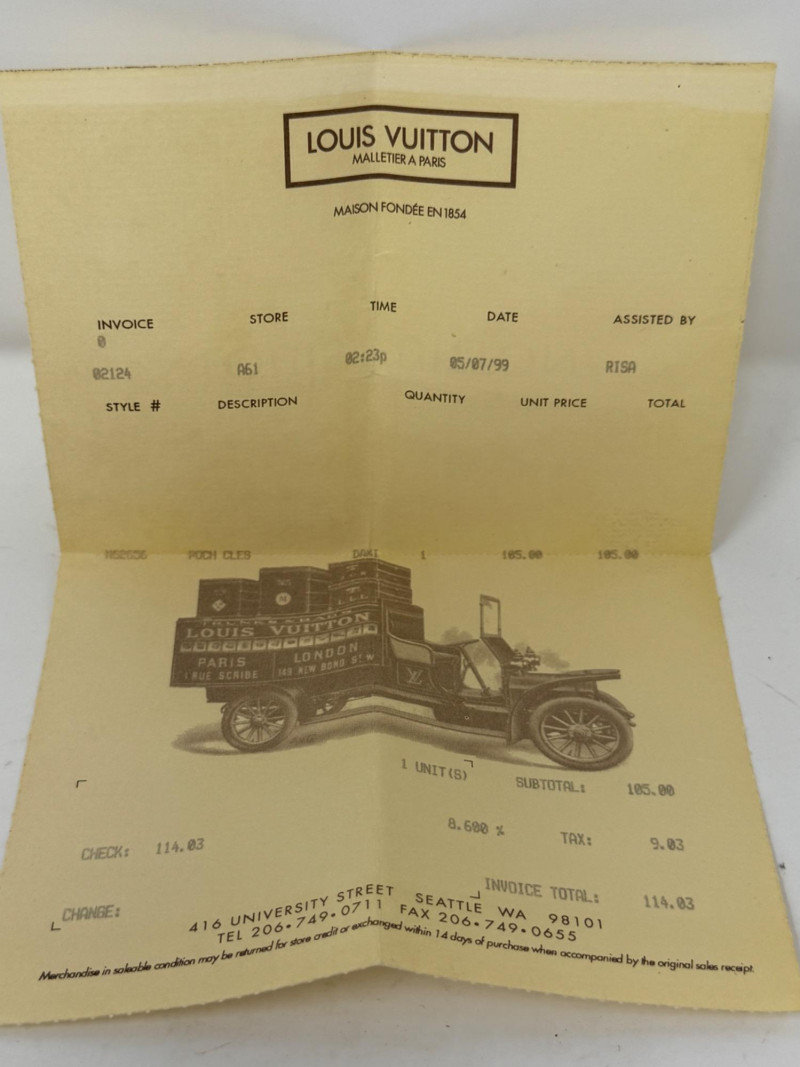 LOUIS VUITTON
MALLETIER A PARIS
MAISON FONDÉE EN 1854
INVOICE STORE TIME DATE ASSISTED BY
0
02124 A61 02:23p 05/07/99 RISA
STYLE # DESCRIPTION QUANTITY UNIT PRICE TOTAL
POCH CLES 1 105.00 105.00
LOUIS VUITTON
PARIS LONDON
1 RUE SCRIBE 149 NEW BOND ST W
LV
1 UNIT(S) SUBTOTAL: 105.00
8.600 % TAX: 9.03
CHECK: 114.03
INVOICE TOTAL: 114.03
CHANGE:
416 UNIVERSITY STREET SEATTLE WA 98101
TEL 206•749•0711 FAX 206•749•0655
Merchandise in saleable condition may be returned for store credit or exchanged within 14 days of purchase when accompanied by the original sales receipt.